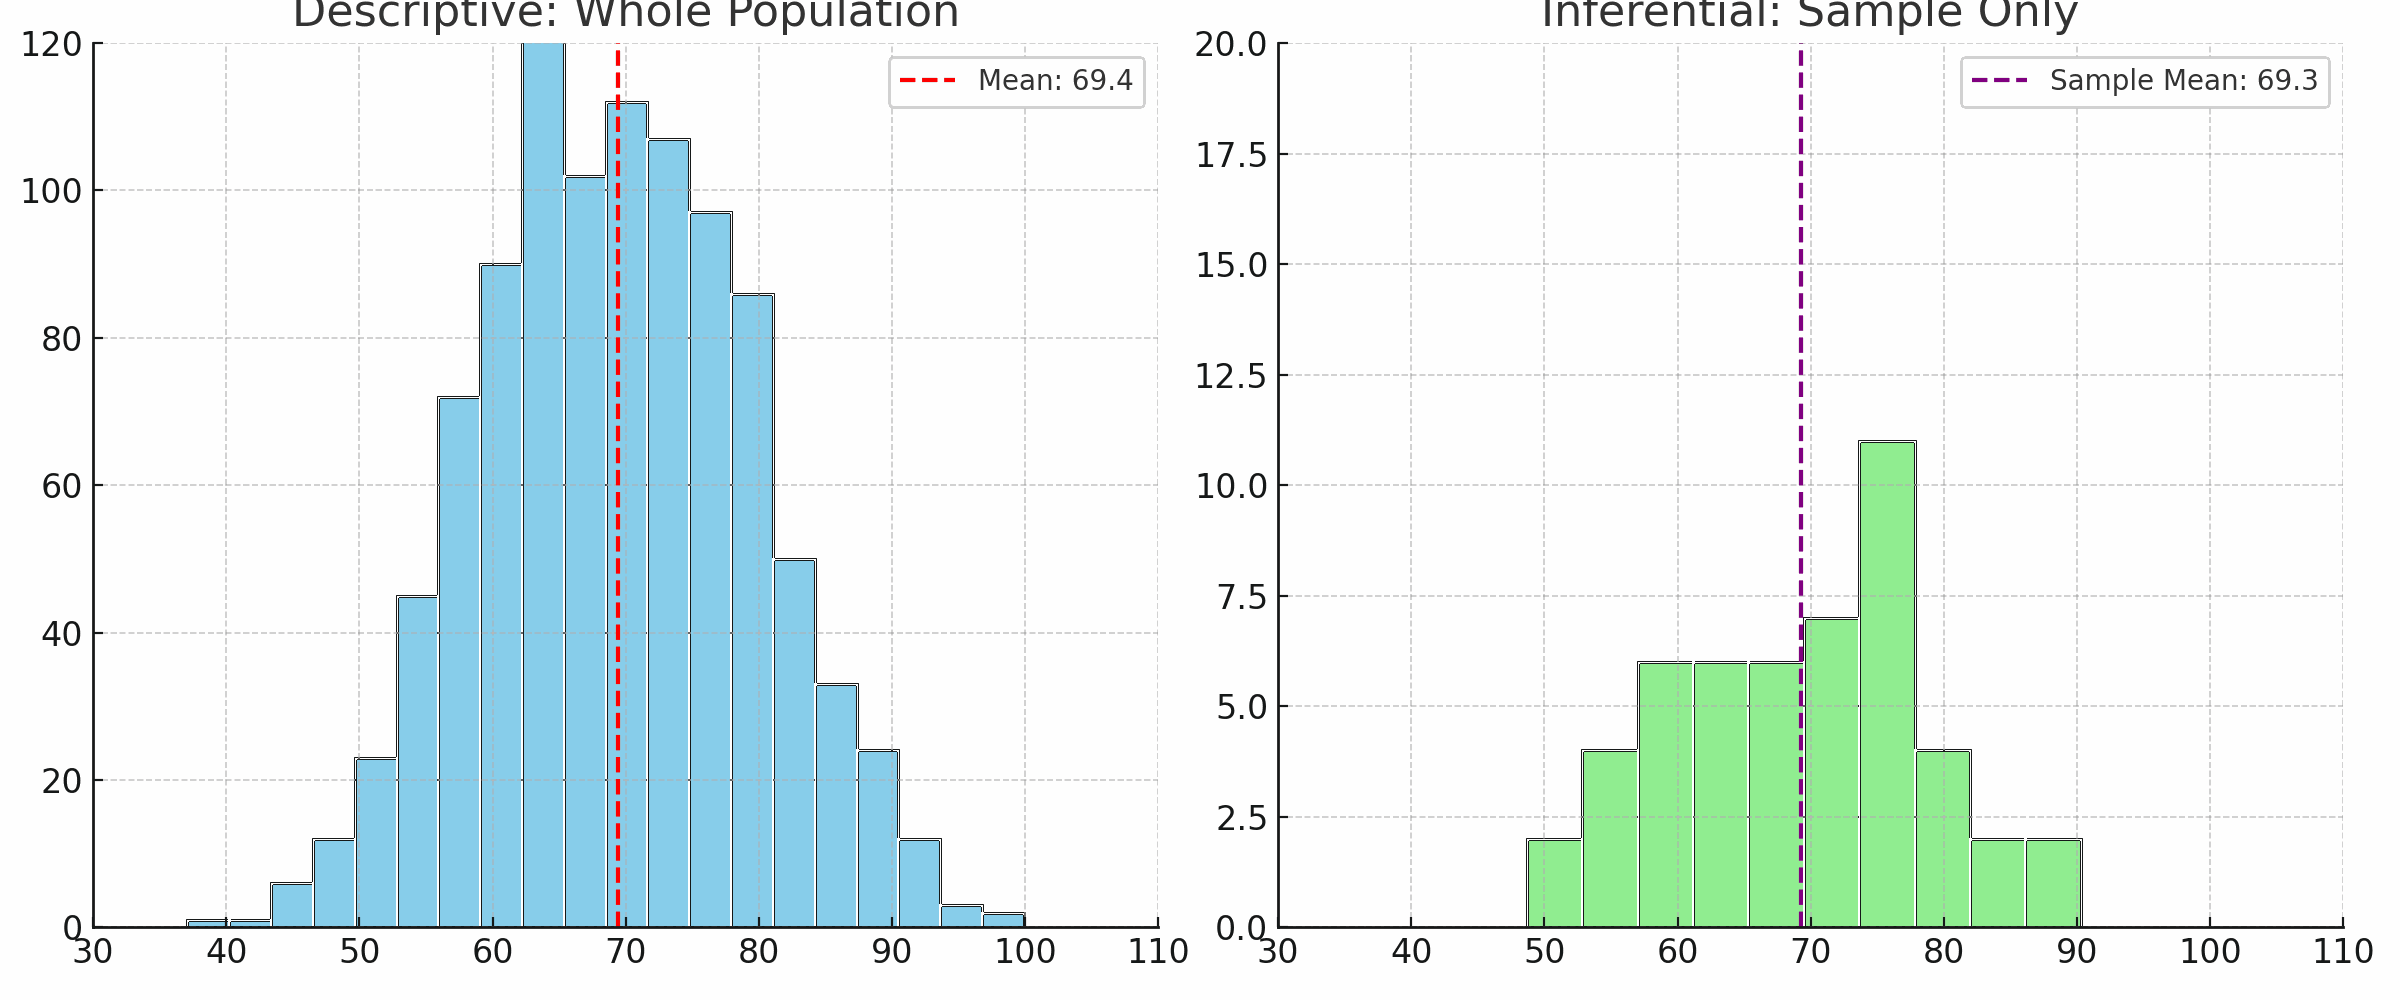 Descriptive: Whole Population
120
100
80
60
40
20
0
Mean: 69.4
30 40 50 60 70 80 90 100 110
Inferential: Sample Only
20.0
17.5
15.0
12.5
10.0
7.5
5.0
2.5
0.0
Sample Mean: 69.3
30 40 50 60 70 80 90 100 110